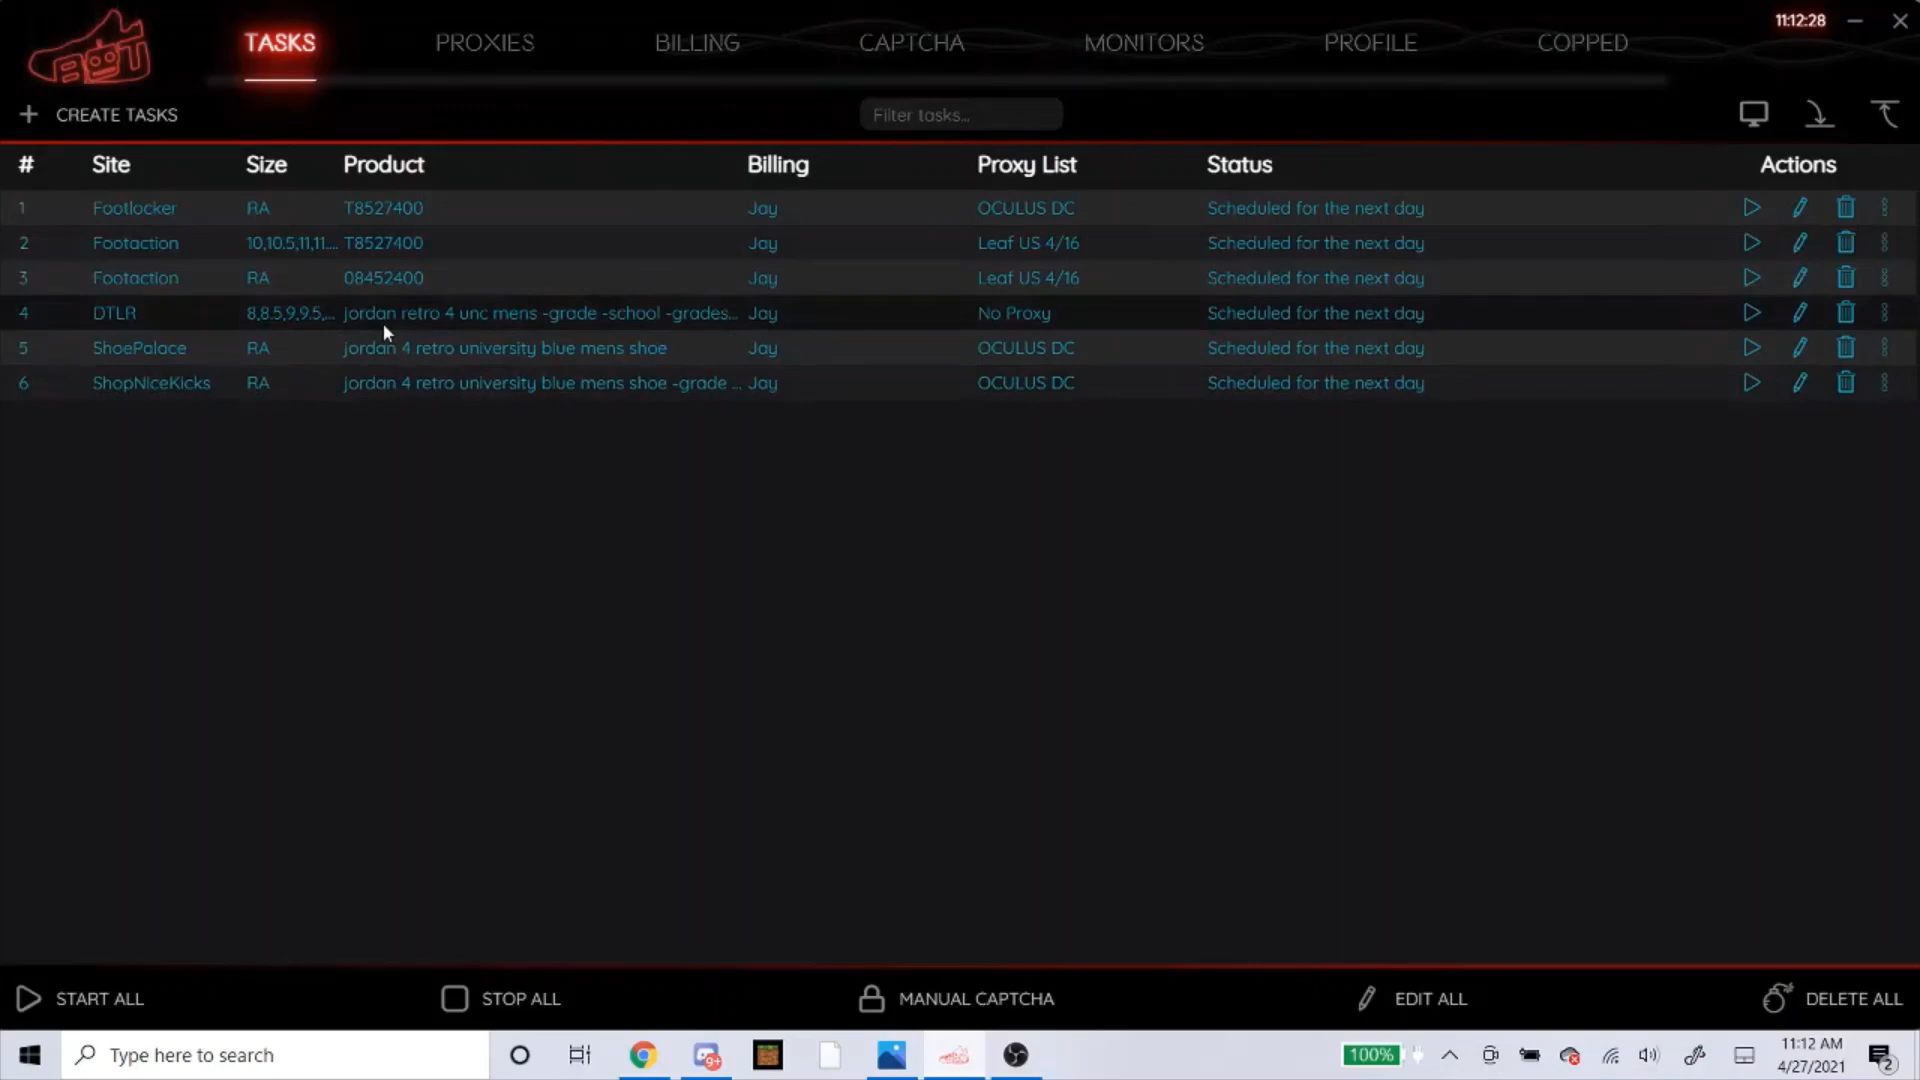 BOT
TASKS PROXIES BILLING CAPTCHA MONITORS PROFILE COPPED 11:12:28
CREATE TASKS Filter tasks...
# Site Size Product Billing Proxy List Status Actions
1 Footlocker RA T8527400 Jay OCULUS DC Scheduled for the next day
2 Footaction 10,10.5,11,11.... T8527400 Jay Leaf US 4/16 Scheduled for the next day
3 Footaction RA 08452400 Jay Leaf US 4/16 Scheduled for the next day
4 DTLR 8,8.5,9,9.5,... jordan retro 4 unc mens -grade -school -grades... Jay No Proxy Scheduled for the next day
5 ShoePalace RA jordan 4 retro university blue mens shoe Jay OCULUS DC Scheduled for the next day
6 ShopNiceKicks RA jordan 4 retro university blue mens shoe -grade ... Jay OCULUS DC Scheduled for the next day
START ALL STOP ALL MANUAL CAPTCHA EDIT ALL DELETE ALL
Type here to search 9+ 100% 11:12 AM
4/27/2021 2